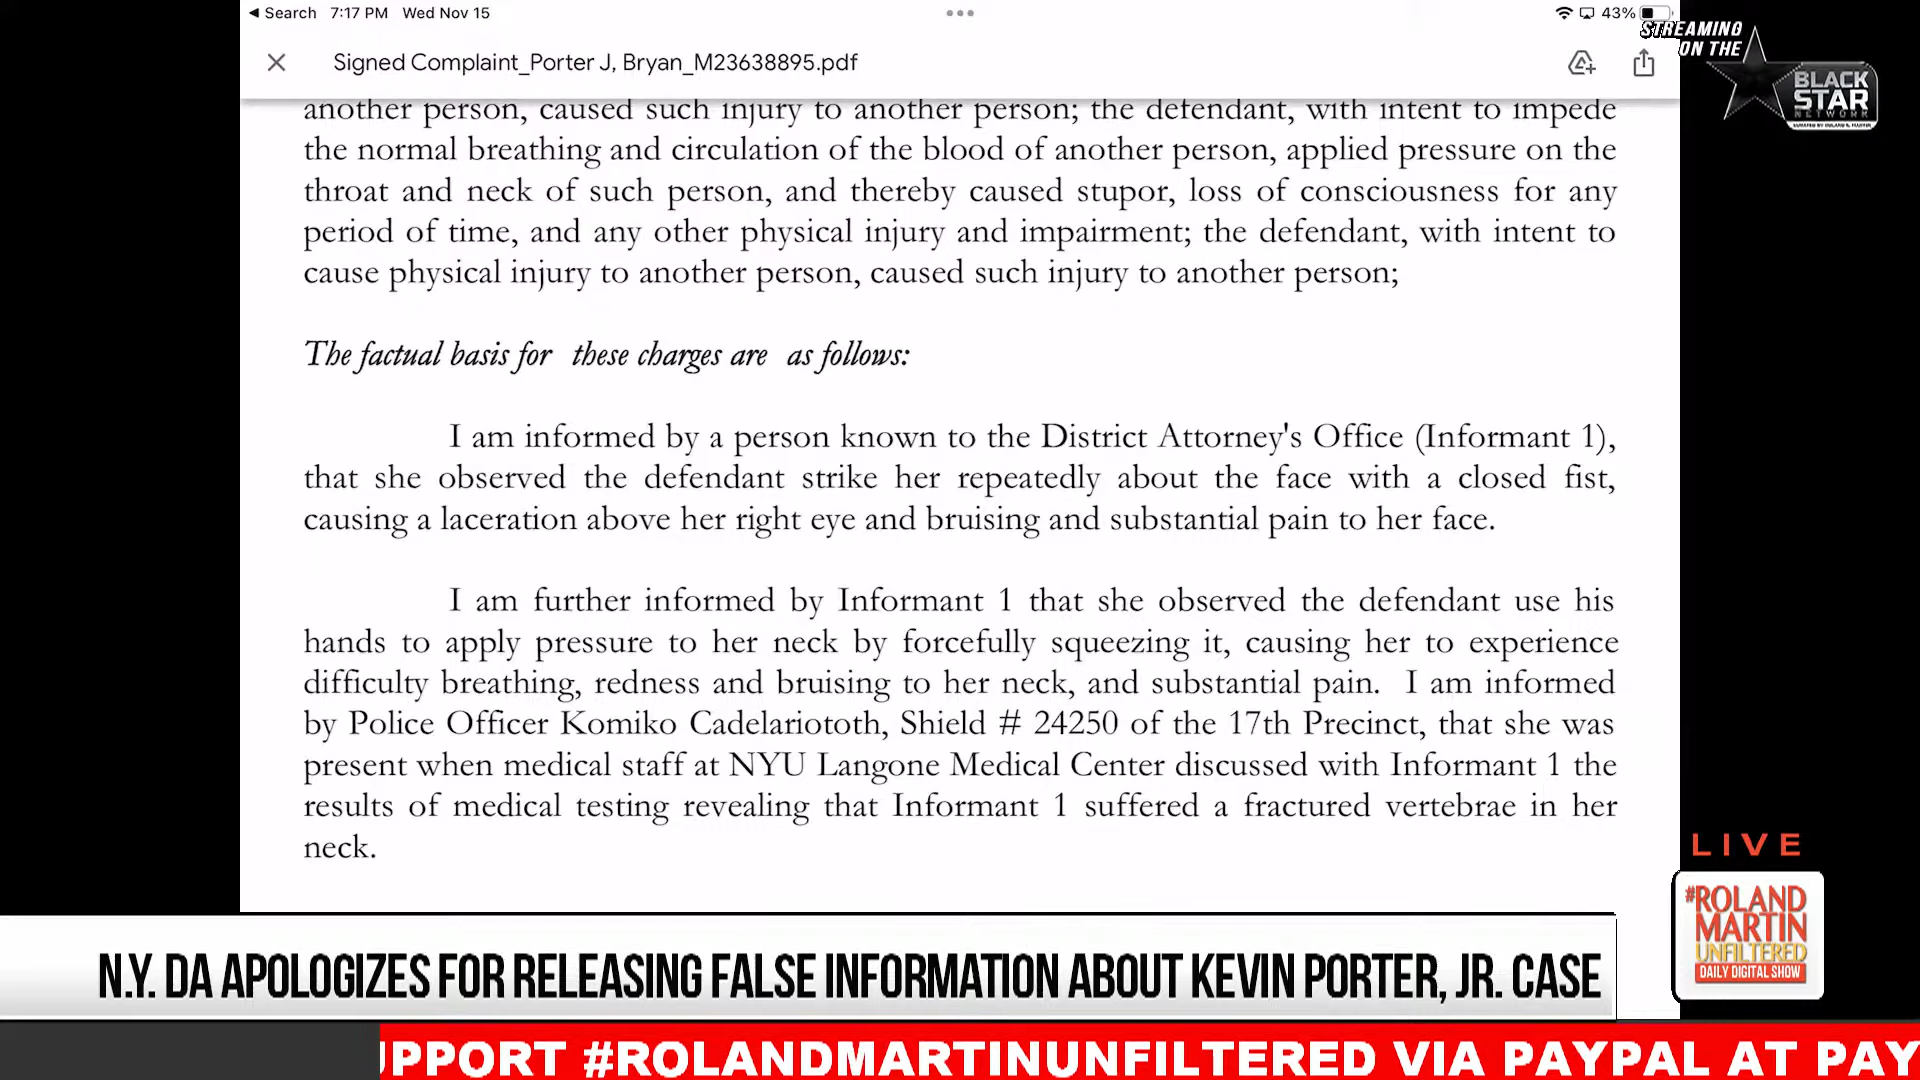 Search 7:17 PM Wed Nov 15
43%
Signed Complaint_Porter J, Bryan_M23638895.pdf
STREAMING
ON THE
BLACK
STAR
NETWORK
another person, caused such injury to another person; the defendant, with intent to impede
the normal breathing and circulation of the blood of another person, applied pressure on the
throat and neck of such person, and thereby caused stupor, loss of consciousness for any
period of time, and any other physical injury and impairment; the defendant, with intent to
cause physical injury to another person, caused such injury to another person;
The factual basis for these charges are as follows:
I am informed by a person known to the District Attorney's Office (Informant 1),
that she observed the defendant strike her repeatedly about the face with a closed fist,
causing a laceration above her right eye and bruising and substantial pain to her face.
I am further informed by Informant 1 that she observed the defendant use his
hands to apply pressure to her neck by forcefully squeezing it, causing her to experience
difficulty breathing, redness and bruising to her neck, and substantial pain. I am informed
by Police Officer Komiko Cadelariototh, Shield # 24250 of the 17th Precinct, that she was
present when medical staff at NYU Langone Medical Center discussed with Informant 1 the
results of medical testing revealing that Informant 1 suffered a fractured vertebrae in her
neck.
LIVE
#ROLAND
MARTIN
UNFILTERED
DAILY DIGITAL SHOW
N.Y. DA APOLOGIZES FOR RELEASING FALSE INFORMATION ABOUT KEVIN PORTER, JR. CASE
UPPORT #ROLANDMARTINUNFILTERED VIA PAYPAL AT PAY